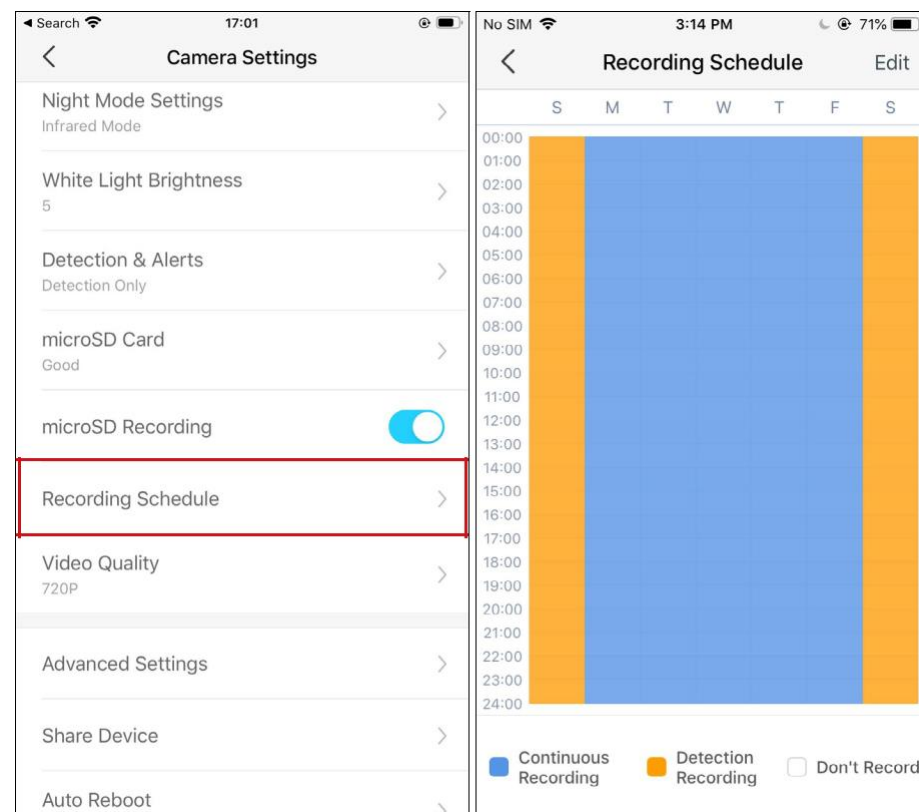 ◀ Search 17:01
Camera Settings
Night Mode Settings
Infrared Mode
White Light Brightness
5
Detection & Alerts
Detection Only
microSD Card
Good
microSD Recording
Recording Schedule
Video Quality
720P
Advanced Settings
Share Device
Auto Reboot
No SIM 3:14 PM 71%
Recording Schedule Edit
S M T W T F S
00:00
01:00
02:00
03:00
04:00
05:00
06:00
07:00
08:00
09:00
10:00
11:00
12:00
13:00
14:00
15:00
16:00
17:00
18:00
19:00
20:00
21:00
22:00
23:00
24:00
Continuous
Recording
Detection
Recording
Don't Record